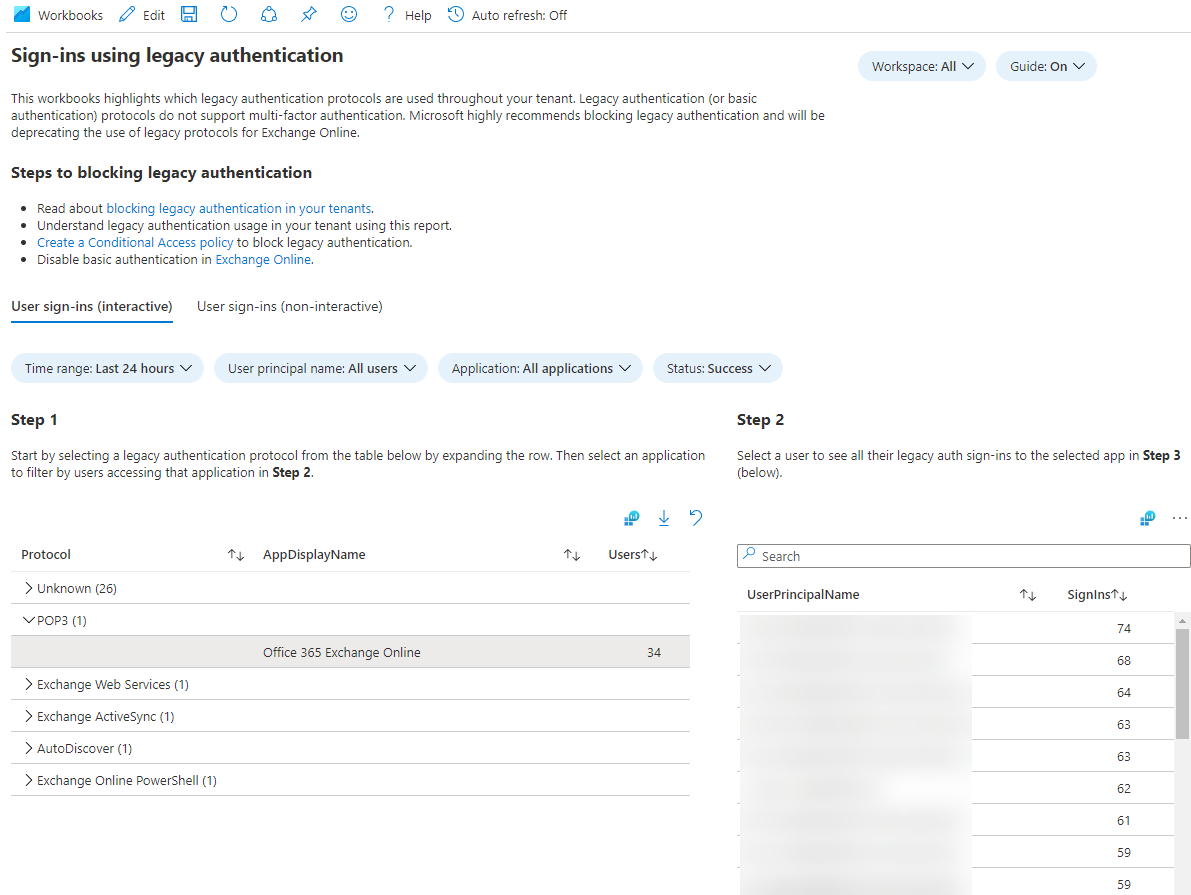 Workbooks Edit ? Help Auto refresh: Off
Sign-ins using legacy authentication
Workspace: All Guide: On
This workbooks highlights which legacy authentication protocols are used throughout your tenant. Legacy authentication (or basic
authentication) protocols do not support multi-factor authentication. Microsoft highly recommends blocking legacy authentication and will be
deprecating the use of legacy protocols for Exchange Online.
Steps to blocking legacy authentication
• Read about blocking legacy authentication in your tenants.
• Understand legacy authentication usage in your tenant using this report.
• Create a Conditional Access policy to block legacy authentication.
• Disable basic authentication in Exchange Online.
User sign-ins (interactive) User sign-ins (non-interactive)
Time range: Last 24 hours User principal name: All users Application: All applications Status: Success
Step 1
Start by selecting a legacy authentication protocol from the table below by expanding the row. Then select an application
to filter by users accessing that application in Step 2.
Protocol AppDisplayName Users
Unknown (26)
POP3 (1)
Office 365 Exchange Online 34
Exchange Web Services (1)
Exchange ActiveSync (1)
AutoDiscover (1)
Exchange Online PowerShell (1)
Step 2
Select a user to see all their legacy auth sign-ins to the selected app in Step 3
(below).
...
Search
UserPrincipalName SignIns
74
68
64
63
63
62
61
59
59